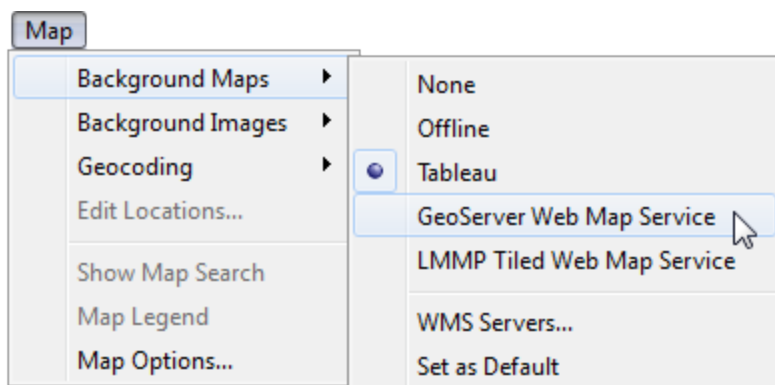 Map
Background Maps
Background Images
Geocoding
Edit Locations...
Show Map Search
Map Legend
Map Options...
None
Offline
Tableau
GeoServer Web Map Service
LMMP Tiled Web Map Service
WMS Servers...
Set as Default